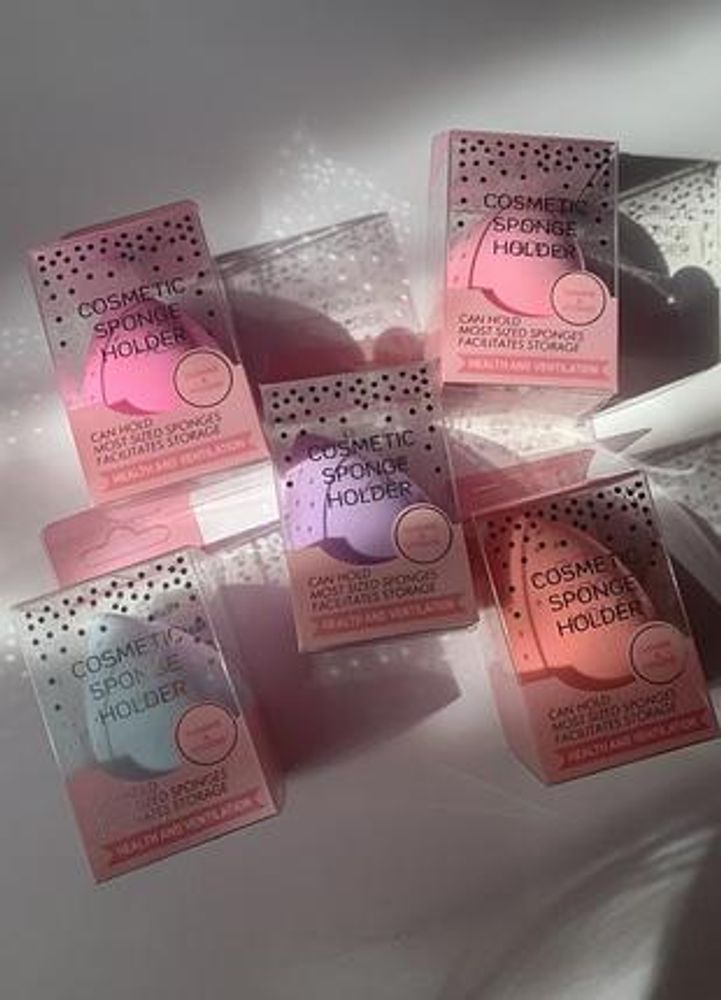 COSMETIC
SPONGE
HOLDER
CAN HOLD
MOST SIZED SPONGES
FACILITATES STORAGE
HEALTH AND VENTILATION
COSMETIC
SPONGE
HOLDER
CAN HOLD
MOST SIZED SPONGES
FACILITATES STORAGE
HEALTH AND VENTILATION
COSMETIC
SPONGE
HOLDER
CAN HOLD
MOST SIZED SPONGES
FACILITATES STORAGE
HEALTH AND VENTILATION
COSMETIC
SPONGE
HOLDER
SIZED SPONGES
STORAGE
HEALTH AND VENTILATION
COSMETIC
SPONGE
HOLDER
CAN HOLD
MOST SIZED SPONGES
FACILITATES STORAGE
HEALTH AND VENTILATION